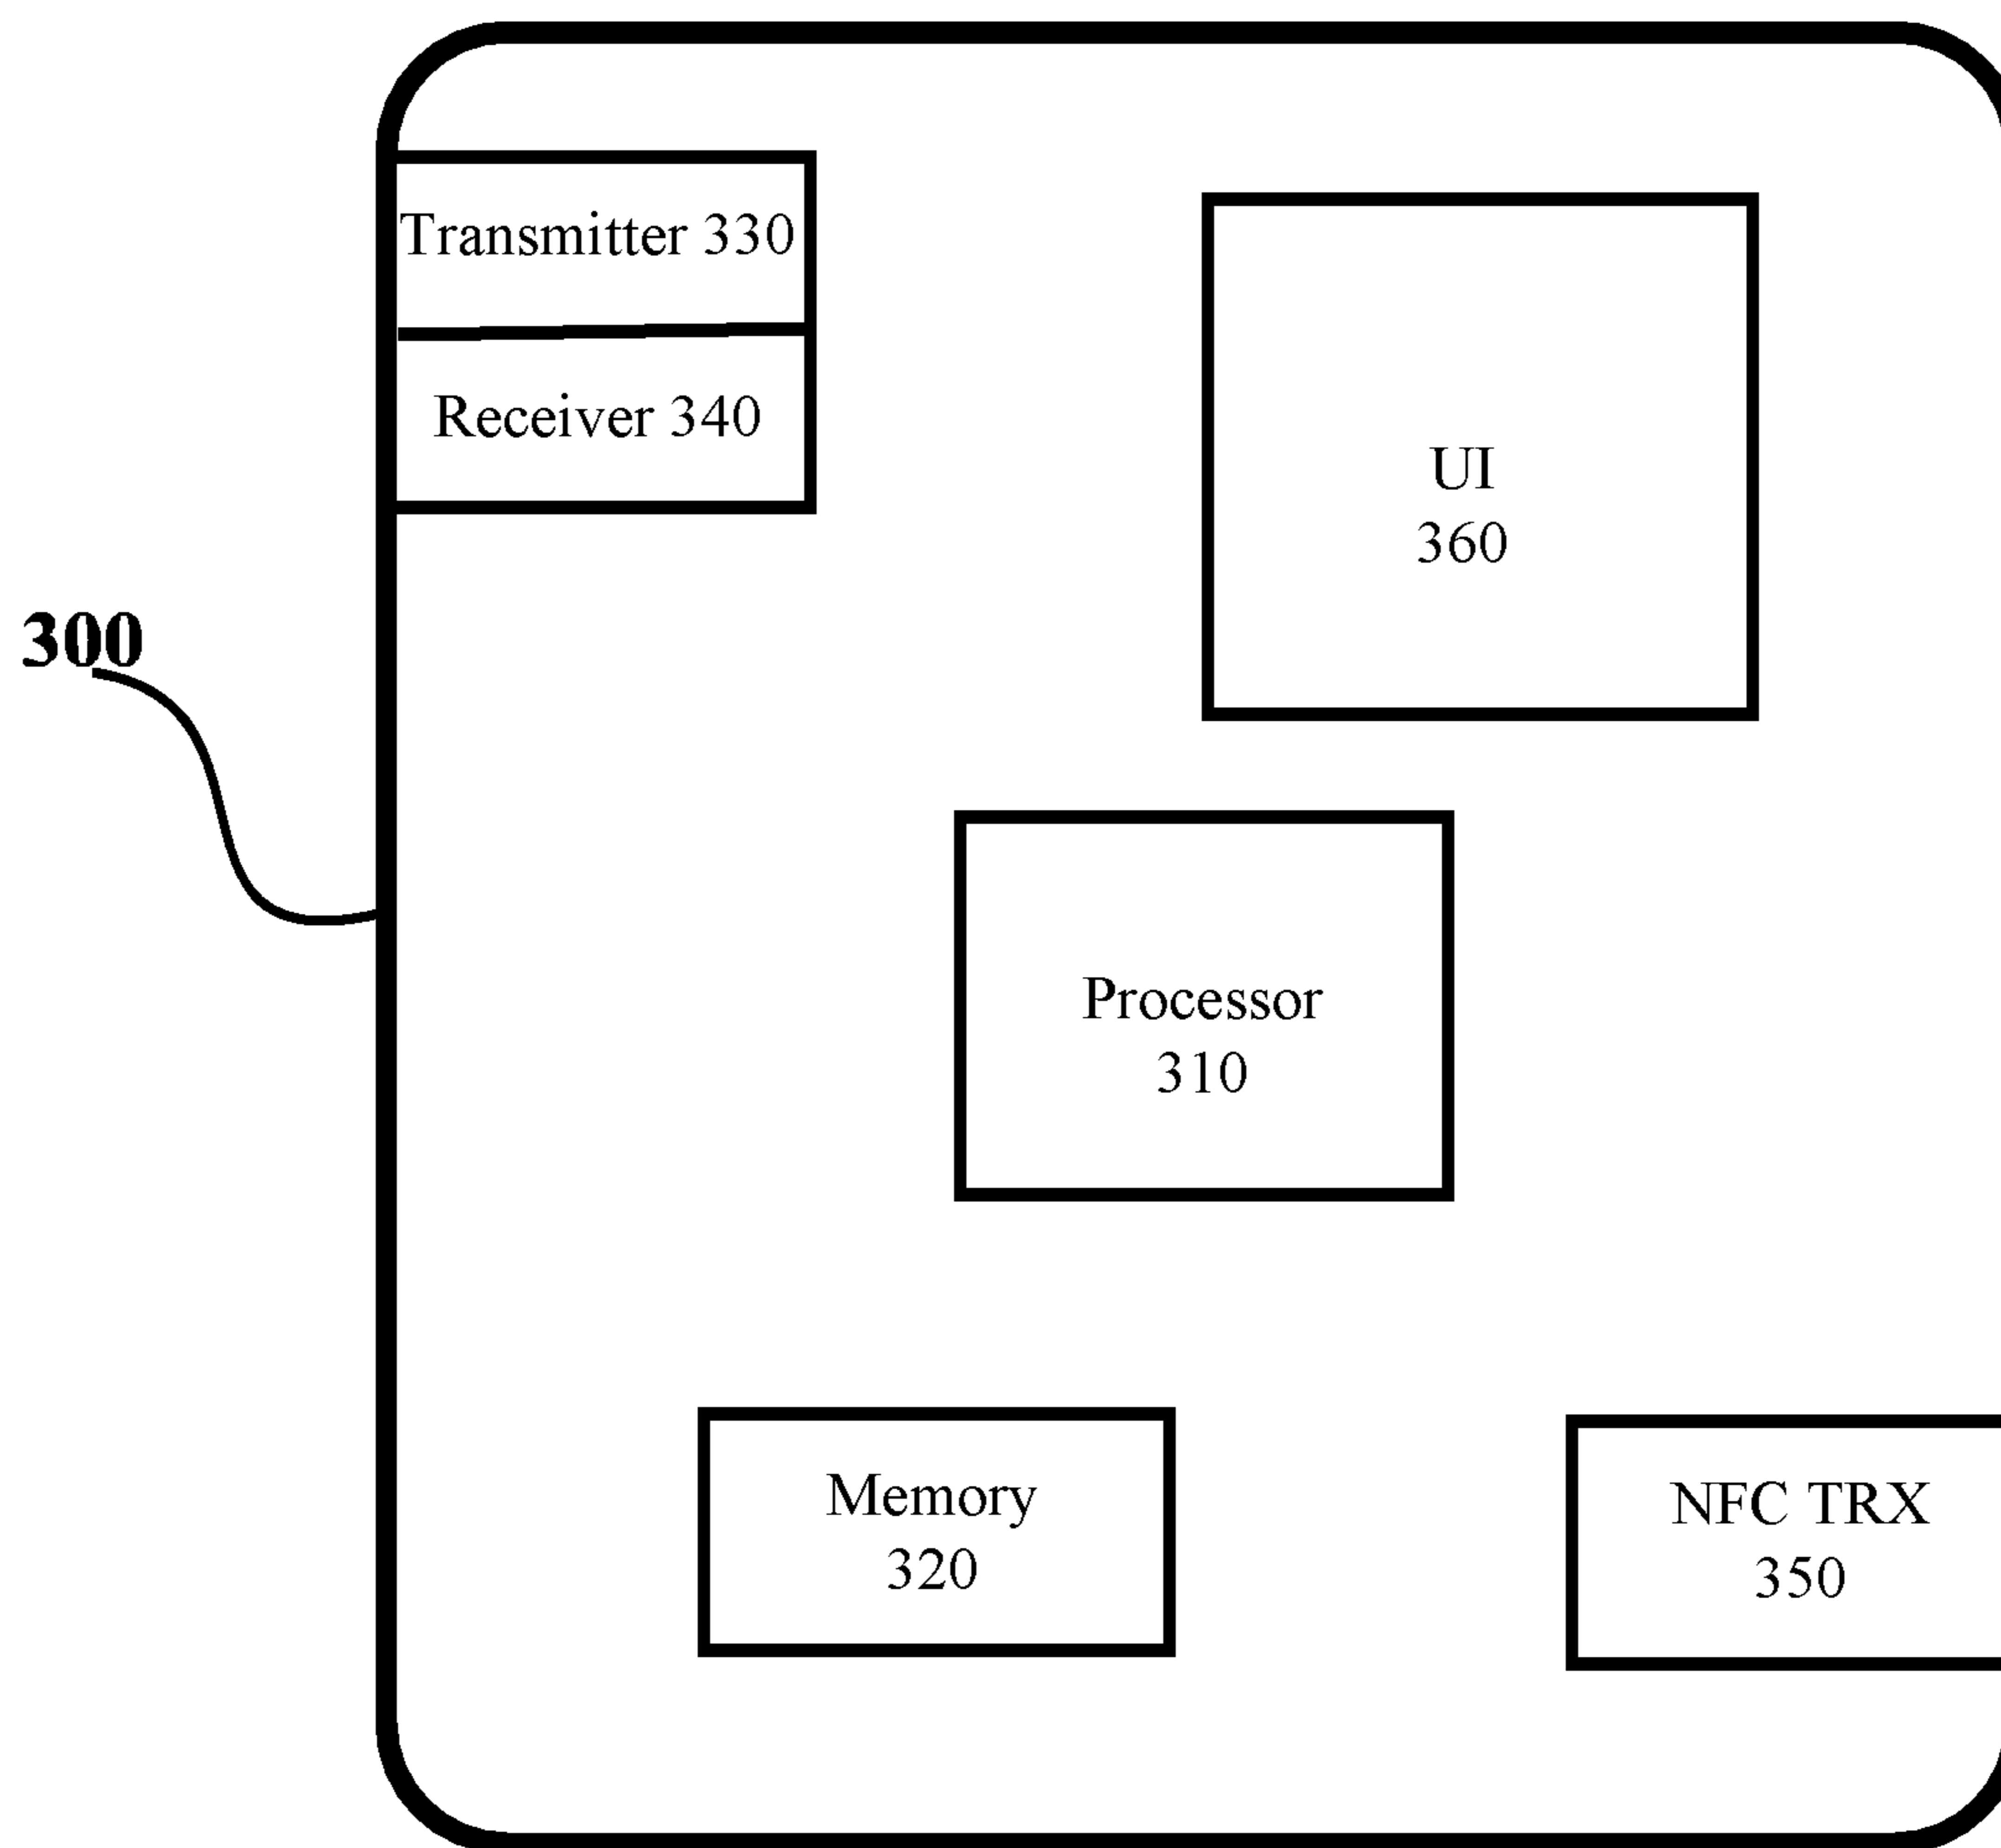 Transmitter 330
Receiver 340
UI
360
300
Processor
310
Memory
320
NFC TRX
350